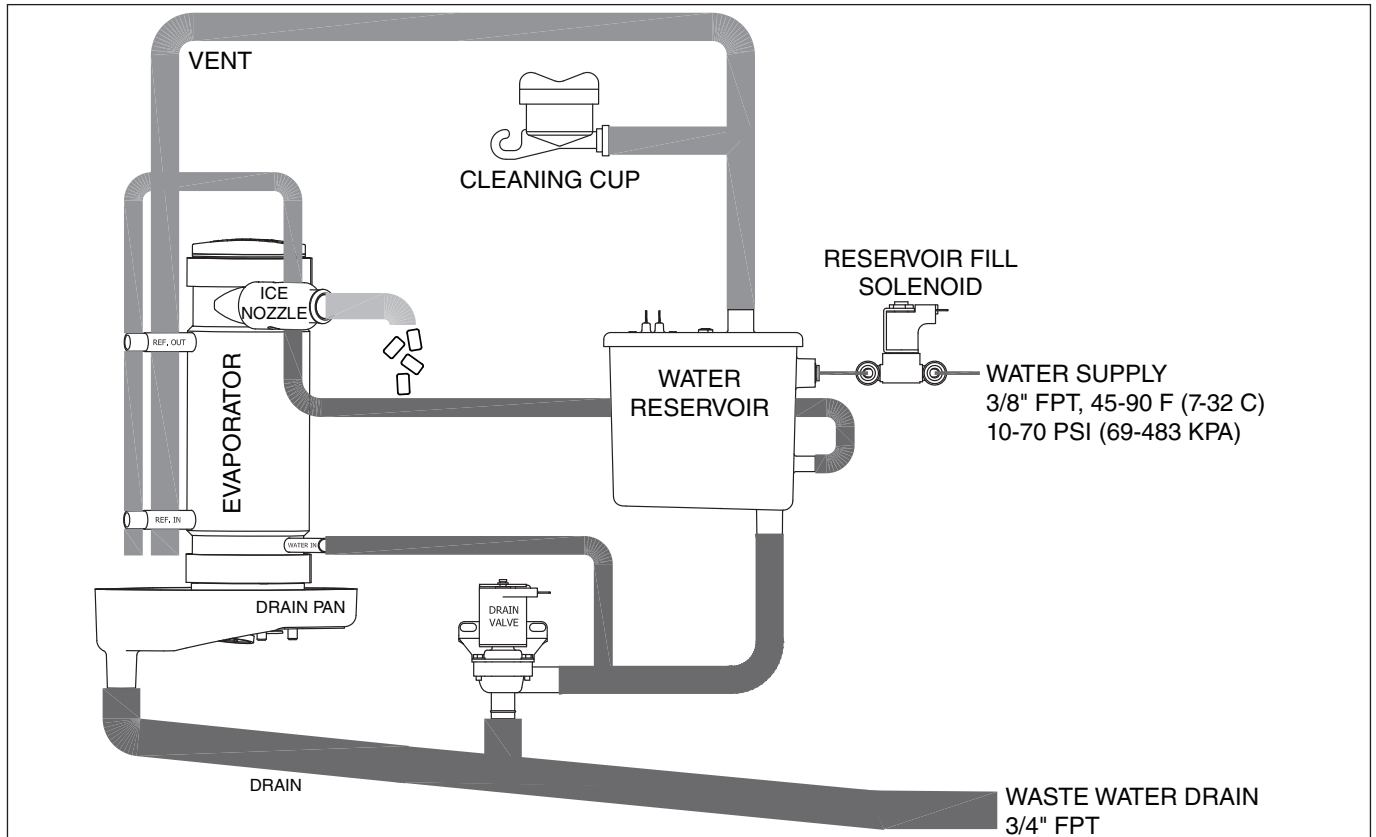 VENT
CLEANING CUP
RESERVOIR FILL
SOLENOID
ICE
NOZZLE
REF. OUT
EVAPORATOR
WATER
RESERVOIR
WATER SUPPLY
3/8" FPT, 45-90 F (7-32 C)
10-70 PSI (69-483 KPA)
REF. IN
WATER IN
DRAIN PAN
DRAIN
VALVE
DRAIN
WASTE WATER DRAIN
3/4" FPT